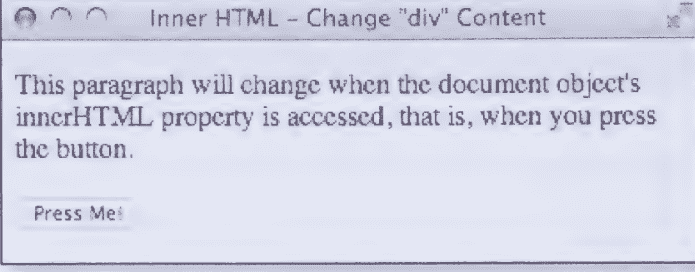 Inner HTML – Change "div" Content
This paragraph will change when the document object's
innerHTML property is accessed, that is, when you press
the button.
Press Me!